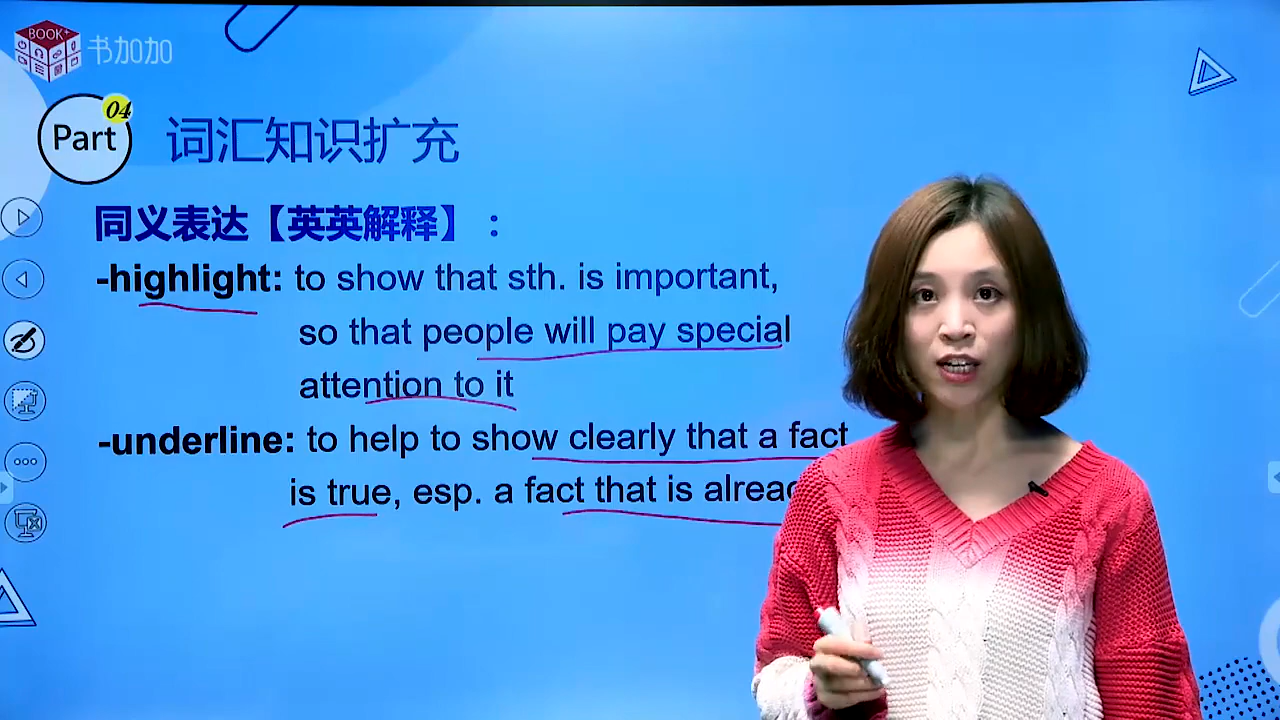 BOOK+
书加加
04
Part
词汇知识扩充
同义表达【英英解释】:
-highlight: to show that sth. is important,
so that people will pay special
attention to it
-underline: to help to show clearly that a fact
is true, esp. a fact that is